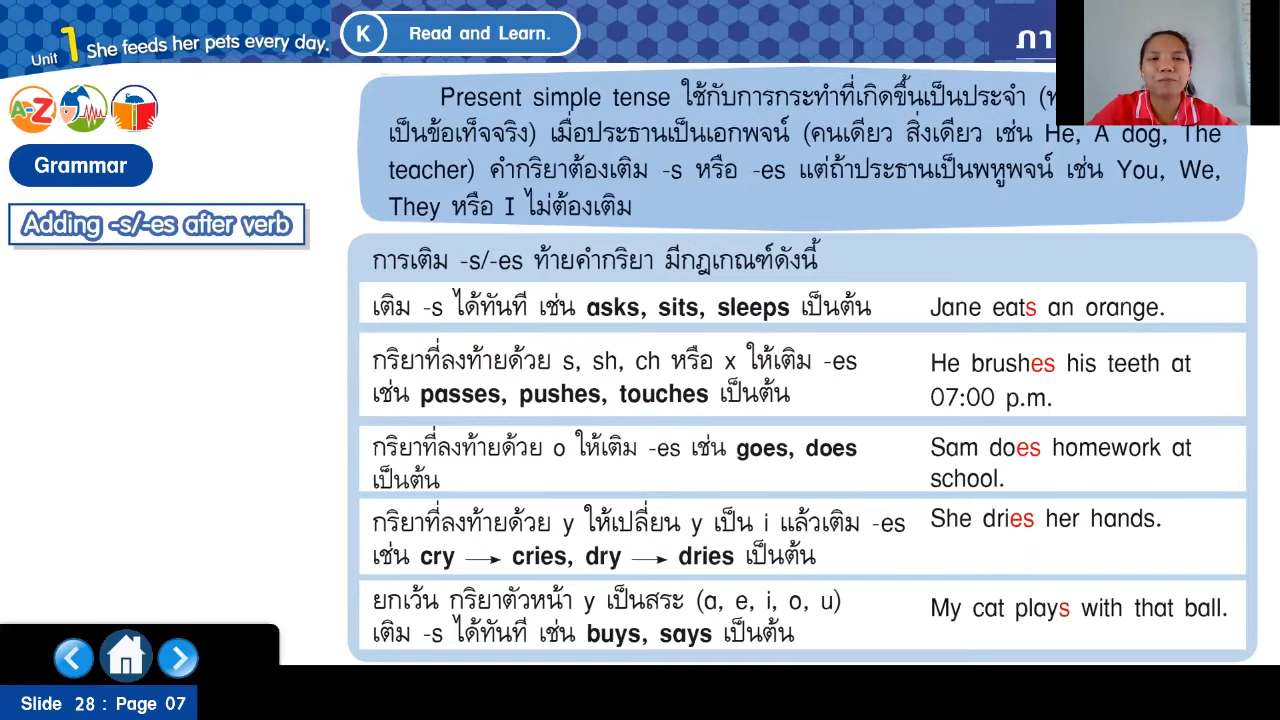 Unit 1 She feeds her pets every day.
K Read and Learn.
ภา
A-Z
Grammar
Adding -s/-es after verb
Present simple tense ใช้กับการกระทำที่เกิดขึ้นเป็นประจำ
เป็นข้อเท็จจริง) เมื่อประธานเป็นเอกพจน์ (คนเดียว สิ่งเดียว เช่น He, A dog, The
teacher) คำกริยาต้องเติม -s หรือ -es แต่ถ้าประธานเป็นพหูพจน์ เช่น You, We,
They หรือ I ไม่ต้องเติม
การเติม -s/-es ท้ายคำกริยา มีกฎเกณฑ์ดังนี้
เติม -s ได้ทันที เช่น asks, sits, sleeps เป็นต้น
Jane eats an orange.
กริยาที่ลงท้ายด้วย s, sh, ch หรือ x ให้เติม -es
เช่น passes, pushes, touches เป็นต้น
He brushes his teeth at
07:00 p.m.
กริยาที่ลงท้ายด้วย o ให้เติม -es เช่น goes, does
เป็นต้น
Sam does homework at
school.
กริยาที่ลงท้ายด้วย y ให้เปลี่ยน y เป็น i แล้วเติม -es
เช่น cry → cries, dry → dries เป็นต้น
She dries her hands.
ยกเว้น กริยาตัวหน้า y เป็นสระ (a, e, i, o, u)
เติม -s ได้ทันที เช่น buys, says เป็นต้น
My cat plays with that ball.
Slide 28 : Page 07